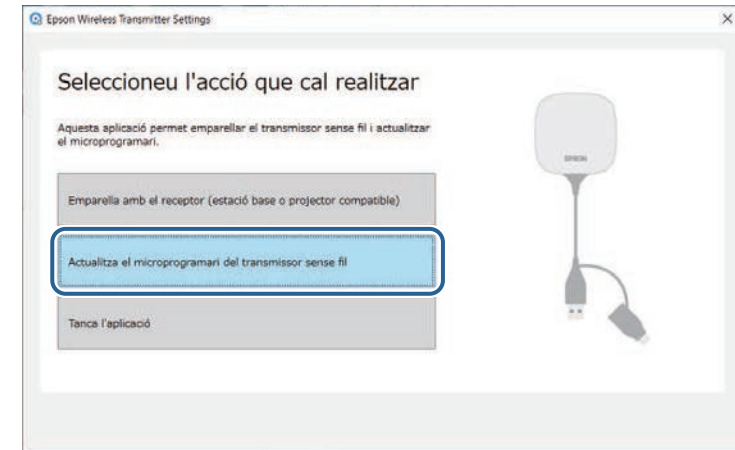 Epson Wireless Transmitter Settings
Seleccioneu l'acció que cal realitzar
Aquesta aplicació permet emparellar el transmissor sense fil i actualitzar
el microprogramari.
EPSON
Emparella amb el receptor (estació base o projector compatible)
Actualitza el microprogramari del transmissor sense fil
Tanca l'aplicació